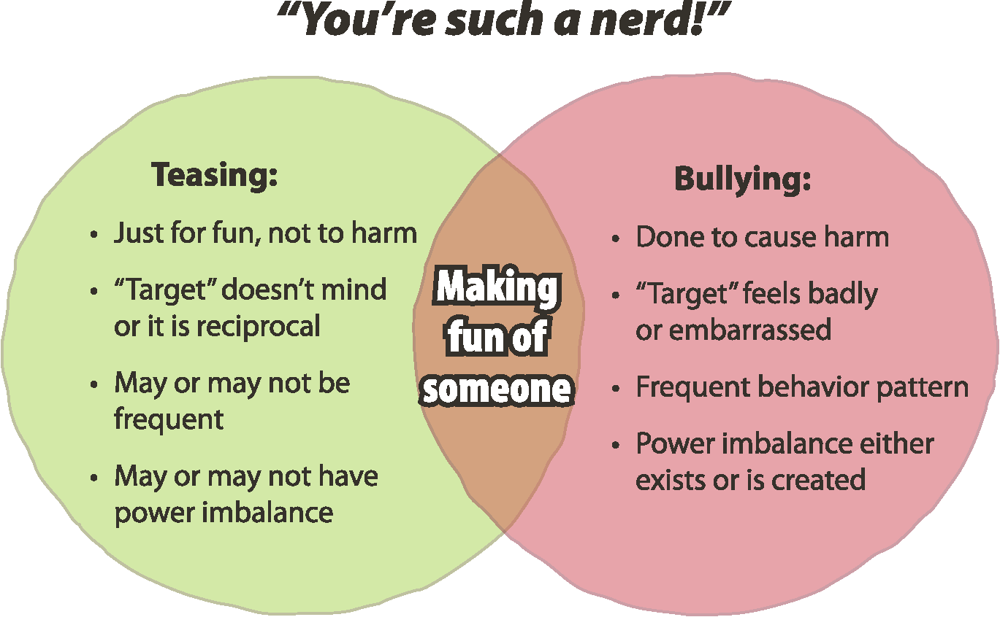 “You’re such a nerd!”
Teasing:
• Just for fun, not to harm
• “Target” doesn’t mind
or it is reciprocal
• May or may not be
frequent
• May or may not have
power imbalance
Making
fun of
someone
Bullying:
• Done to cause harm
• “Target” feels badly
or embarrassed
• Frequent behavior pattern
• Power imbalance either
exists or is created